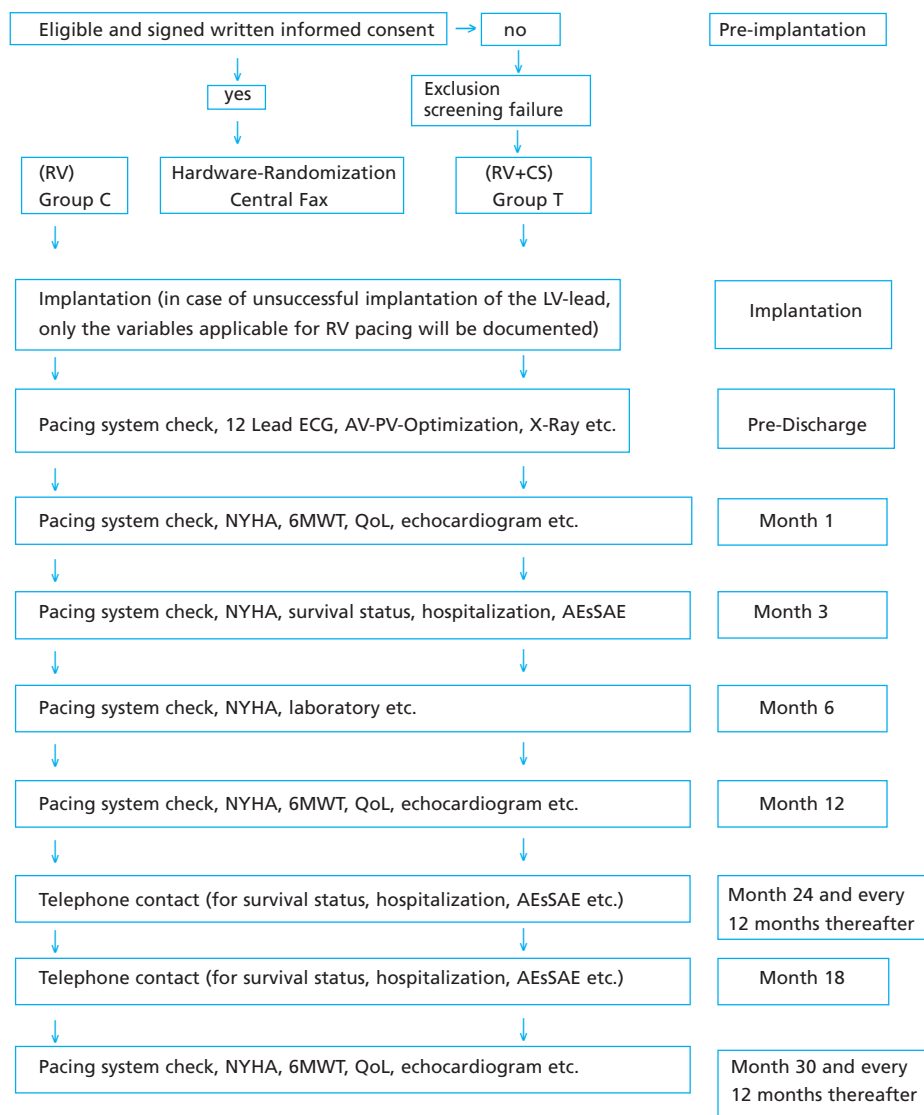 Eligible and signed written informed consent
no
Pre-implantation
yes
Exclusion
screening failure
(RV)
Group C
Hardware-Randomization
Central Fax
(RV+CS)
Group T
Implantation (in case of unsuccessful implantation of the LV-lead,
only the variables applicable for RV pacing will be documented)
Implantation
Pacing system check, 12 Lead ECG, AV-PV-Optimization, X-Ray etc.
Pre-Discharge
Pacing system check, NYHA, 6MWT, QoL, echocardiogram etc.
Month 1
Pacing system check, NYHA, survival status, hospitalization, AEsSAE
Month 3
Pacing system check, NYHA, laboratory etc.
Month 6
Pacing system check, NYHA, 6MWT, QoL, echocardiogram etc.
Month 12
Telephone contact (for survival status, hospitalization, AEsSAE etc.)
Month 24 and every
12 months thereafter
Telephone contact (for survival status, hospitalization, AEsSAE etc.)
Month 18
Pacing system check, NYHA, 6MWT, QoL, echocardiogram etc.
Month 30 and every
12 months thereafter